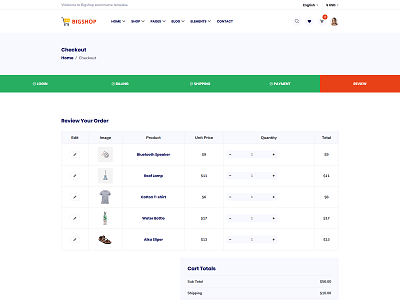 Welcome to Bigshop ecommerce template
English
$ USD
BIGSHOP
HOME
SHOP
PAGES
BLOG
ELEMENTS
CONTACT
Checkout
Home / Checkout
LOGIN
BILLING
SHIPPING
PAYMENT
REVIEW
Review Your Order
Edit Image Product Unit Price Quantity Total
Bluetooth Speaker $9 - 1 + $9
Roof Lamp $11 - 1 + $11
Cotton T-shirt $6 - 1 + $6
Water Bottle $17 - 1 + $17
Alka Sliper $13 - 1 + $13
Cart Totals
Sub Total $56.00
Shipping $10.00